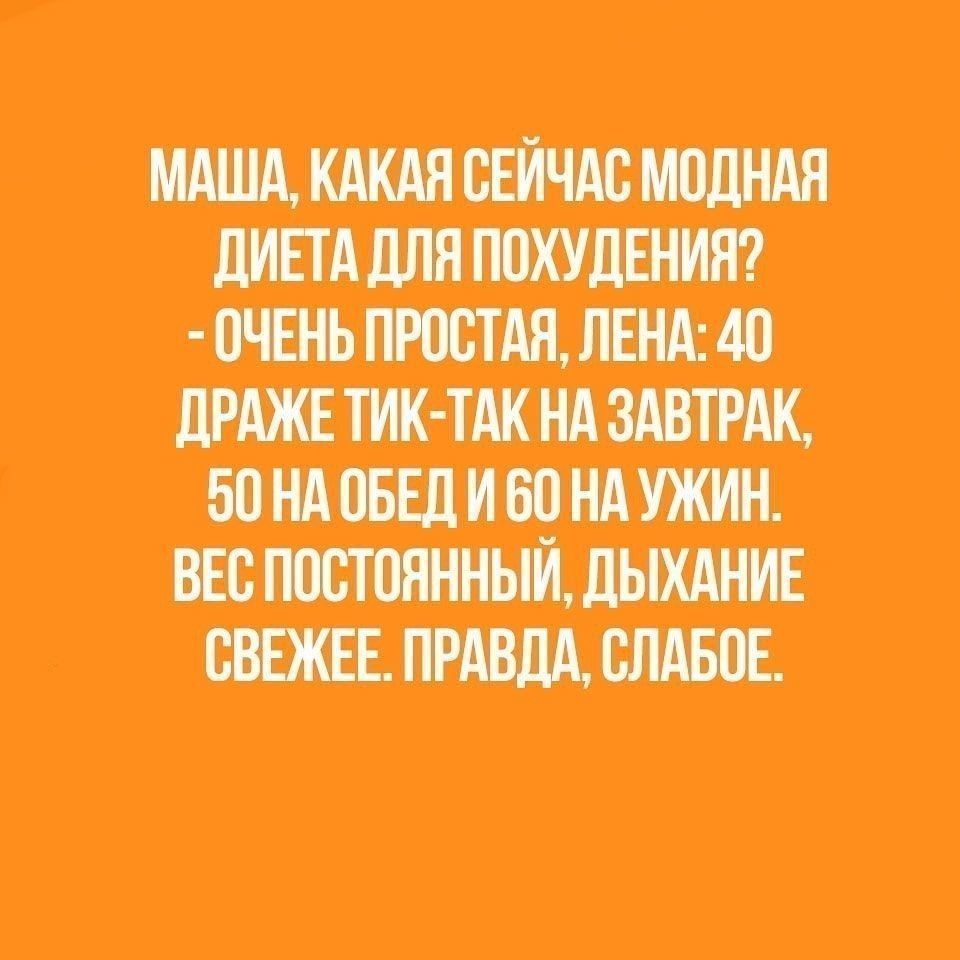 МАША, КАКАЯ СЕЙЧАС МОДНАЯ
ДИЕТА ДЛЯ ПОХУДЕНИЯ?
- ОЧЕНЬ ПРОСТАЯ, ЛЕНА: 40
ДРАЖЕ ТИК-ТАК НА ЗАВТРАК,
50 НА ОБЕД И 60 НА УЖИН.
ВЕС ПОСТОЯННЫЙ, ДЫХАНИЕ
СВЕЖЕЕ. ПРАВДА, СЛАБОЕ.